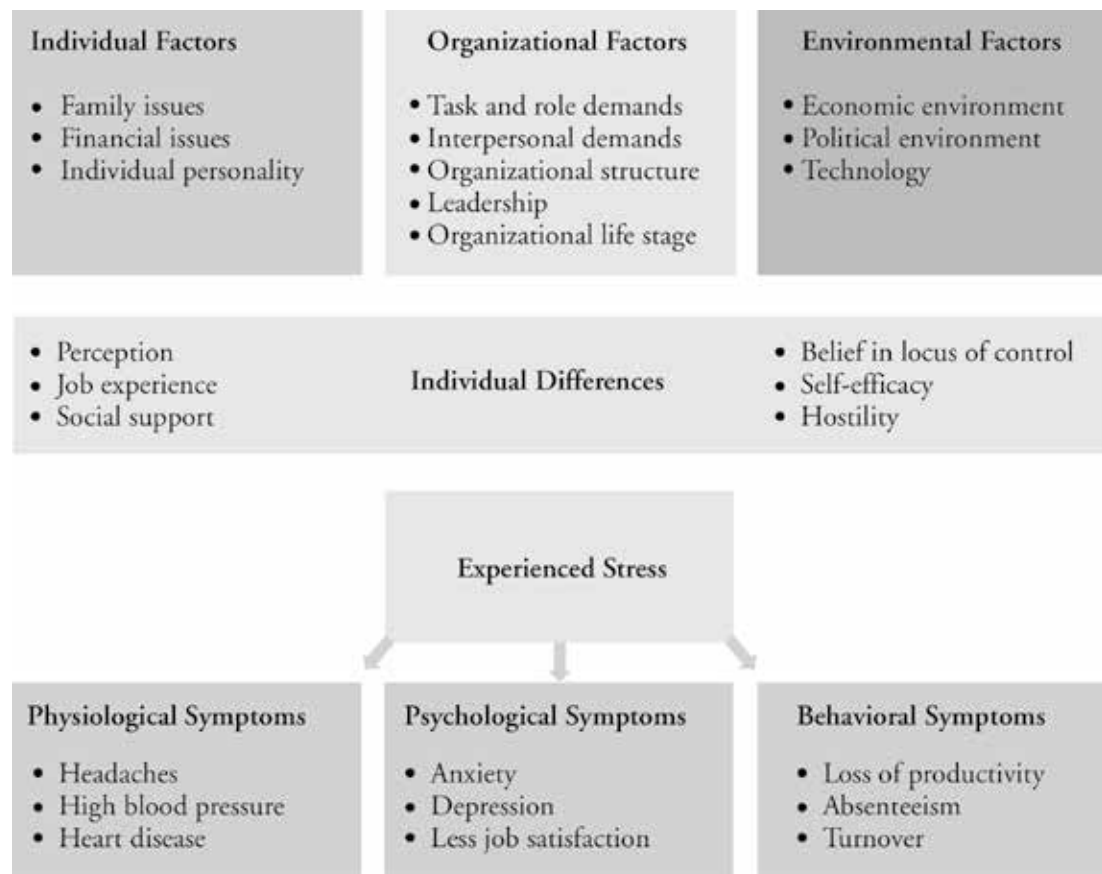 Individual Factors
• Family issues
• Financial issues
• Individual personality
Organizational Factors
• Task and role demands
• Interpersonal demands
• Organizational structure
• Leadership
• Organizational life stage
Environmental Factors
• Economic environment
• Political environment
• Technology
• Perception
• Job experience
• Social support
Individual Differences
• Belief in locus of control
• Self-efficacy
• Hostility
Experienced Stress
Physiological Symptoms
• Headaches
• High blood pressure
• Heart disease
Psychological Symptoms
• Anxiety
• Depression
• Less job satisfaction
Behavioral Symptoms
• Loss of productivity
• Absenteeism
• Turnover